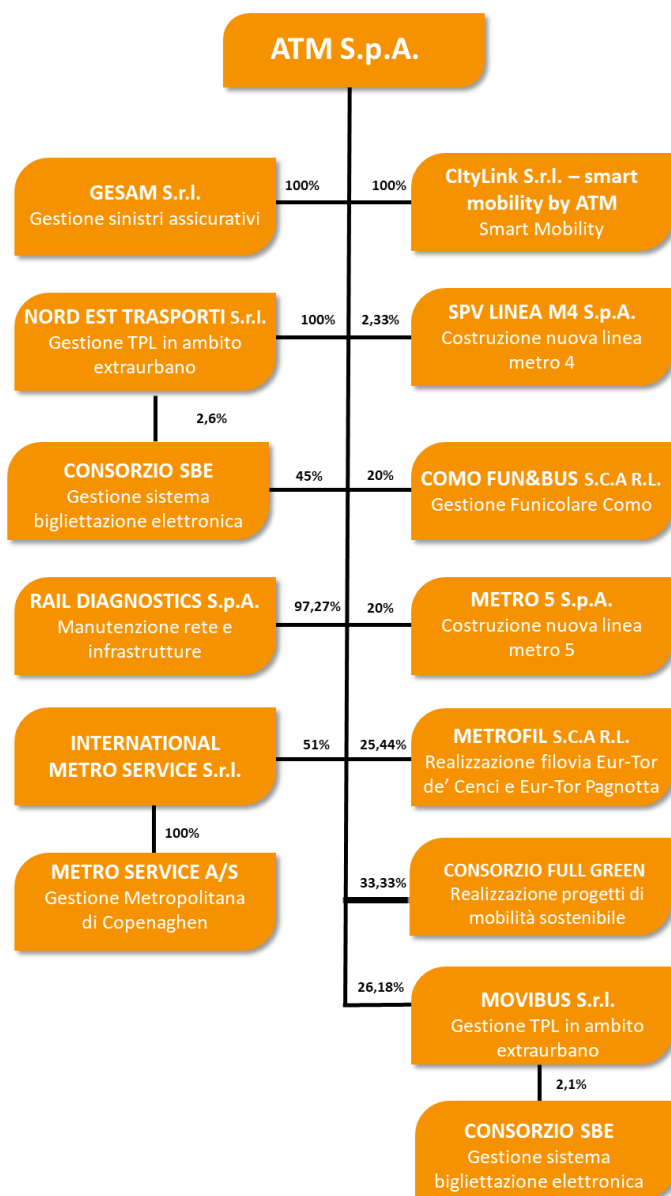 ATM S.p.A.
GESAM S.r.l.
Gestione sinistri assicurativi
100%
100%
CItyLink S.r.l. – smart
mobility by ATM
Smart Mobility
NORD EST TRASPORTI S.r.l.
Gestione TPL in ambito
extraurbano
100%
2,33%
SPV LINEA M4 S.p.A.
Costruzione nuova linea
metro 4
2,6%
CONSORZIO SBE
Gestione sistema
bigliettazione elettronica
45%
20%
COMO FUN&BUS S.C.A R.L.
Gestione Funicolare Como
RAIL DIAGNOSTICS S.p.A.
Manutenzione rete e
infrastrutture
97,27%
20%
METRO 5 S.p.A.
Costruzione nuova linea
metro 5
INTERNATIONAL
METRO SERVICE S.r.l.
51%
25,44%
METROFIL S.C.A R.L.
Realizzazione filovia Eur-Tor
de’ Cenci e Eur-Tor Pagnotta
100%
METRO SERVICE A/S
Gestione Metropolitana
di Copenaghen
33,33%
CONSORZIO FULL GREEN
Realizzazione progetti di
mobilità sostenibile
26,18%
MOVIBUS S.r.l.
Gestione TPL in ambito
extraurbano
2,1%
CONSORZIO SBE
Gestione sistema
bigliettazione elettronica